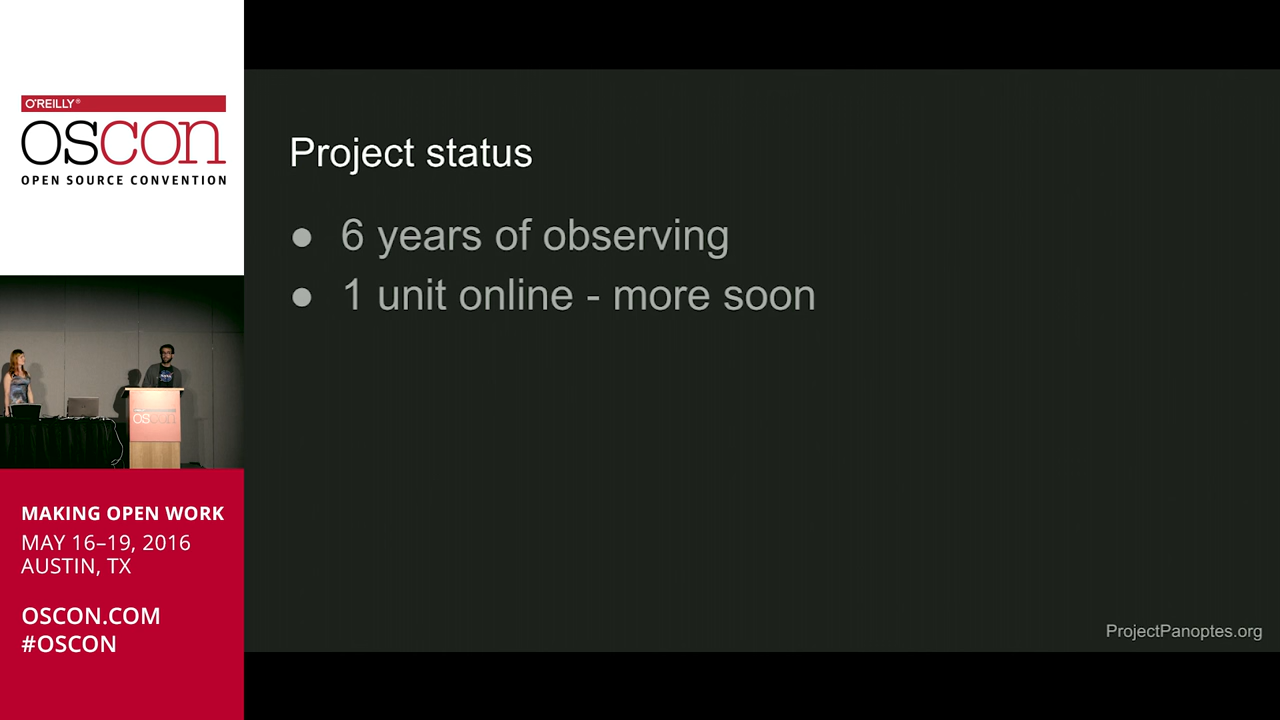 O'REILLY®
OSCON
OPEN SOURCE CONVENTION
MAKING OPEN WORK
MAY 16–19, 2016
AUSTIN, TX
OSCON.COM
#OSCON
Project status
● 6 years of observing
● 1 unit online - more soon
ProjectPanoptes.org
OSCON